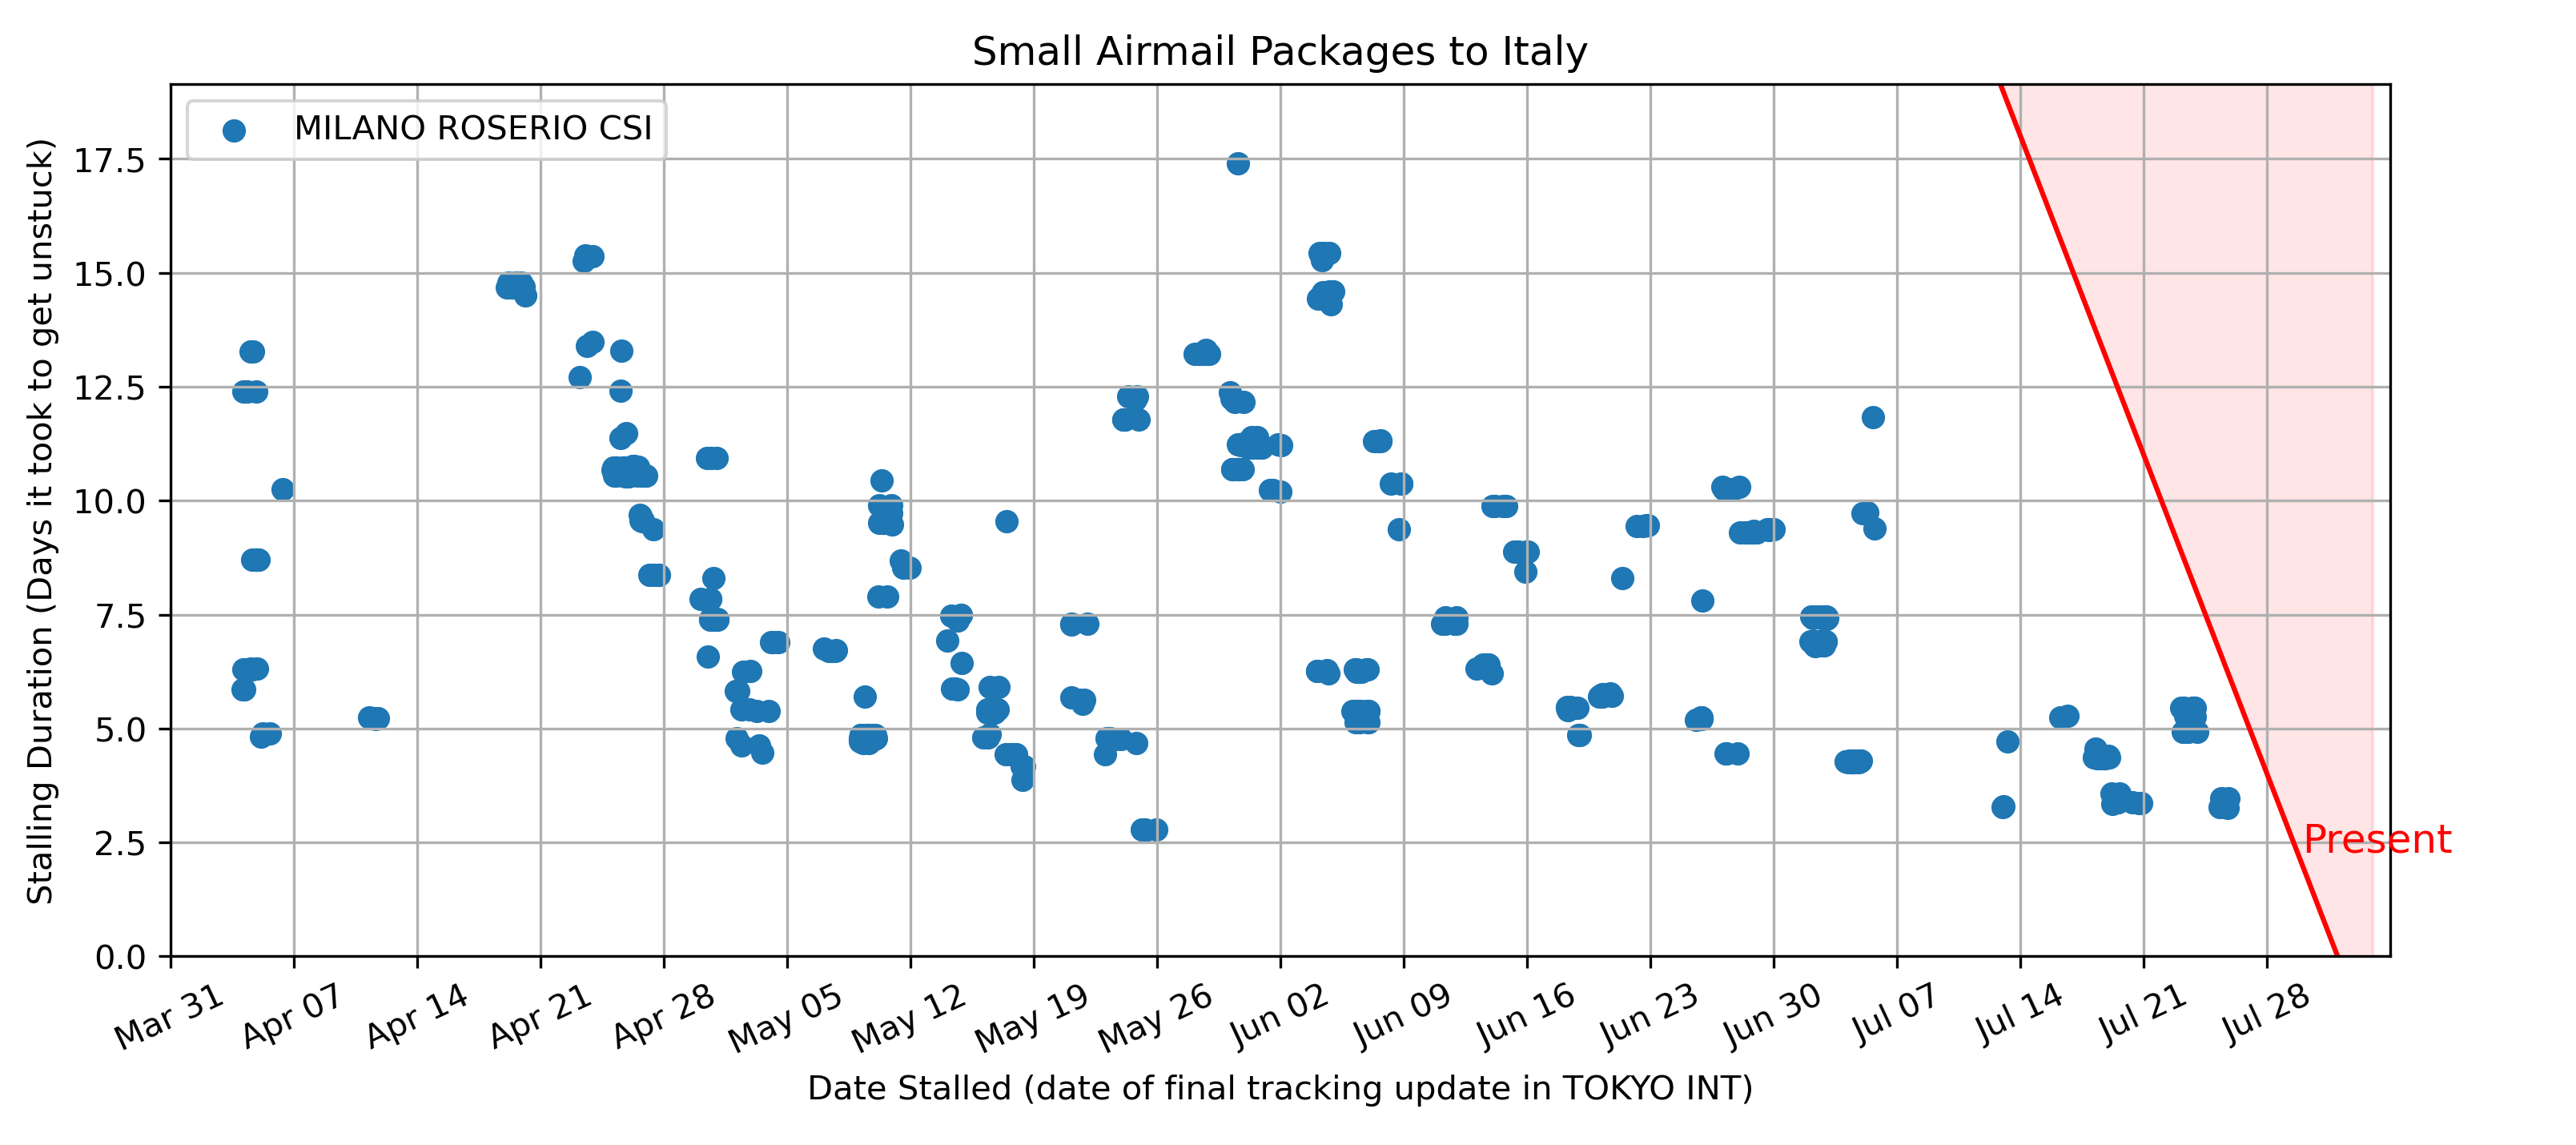 Small Airmail Packages to Italy
MILANO ROSERIO CSI
Stalling Duration (Days it took to get unstuck)
17.5
15.0
12.5
10.0
7.5
5.0
2.5
0.0
Present
Mar 31 Apr 07 Apr 14 Apr 21 Apr 28 May 05 May 12 May 19 May 26 Jun 02 Jun 09 Jun 16 Jun 23 Jun 30 Jul 07 Jul 14 Jul 21 Jul 28
Date Stalled (date of final tracking update in TOKYO INT)